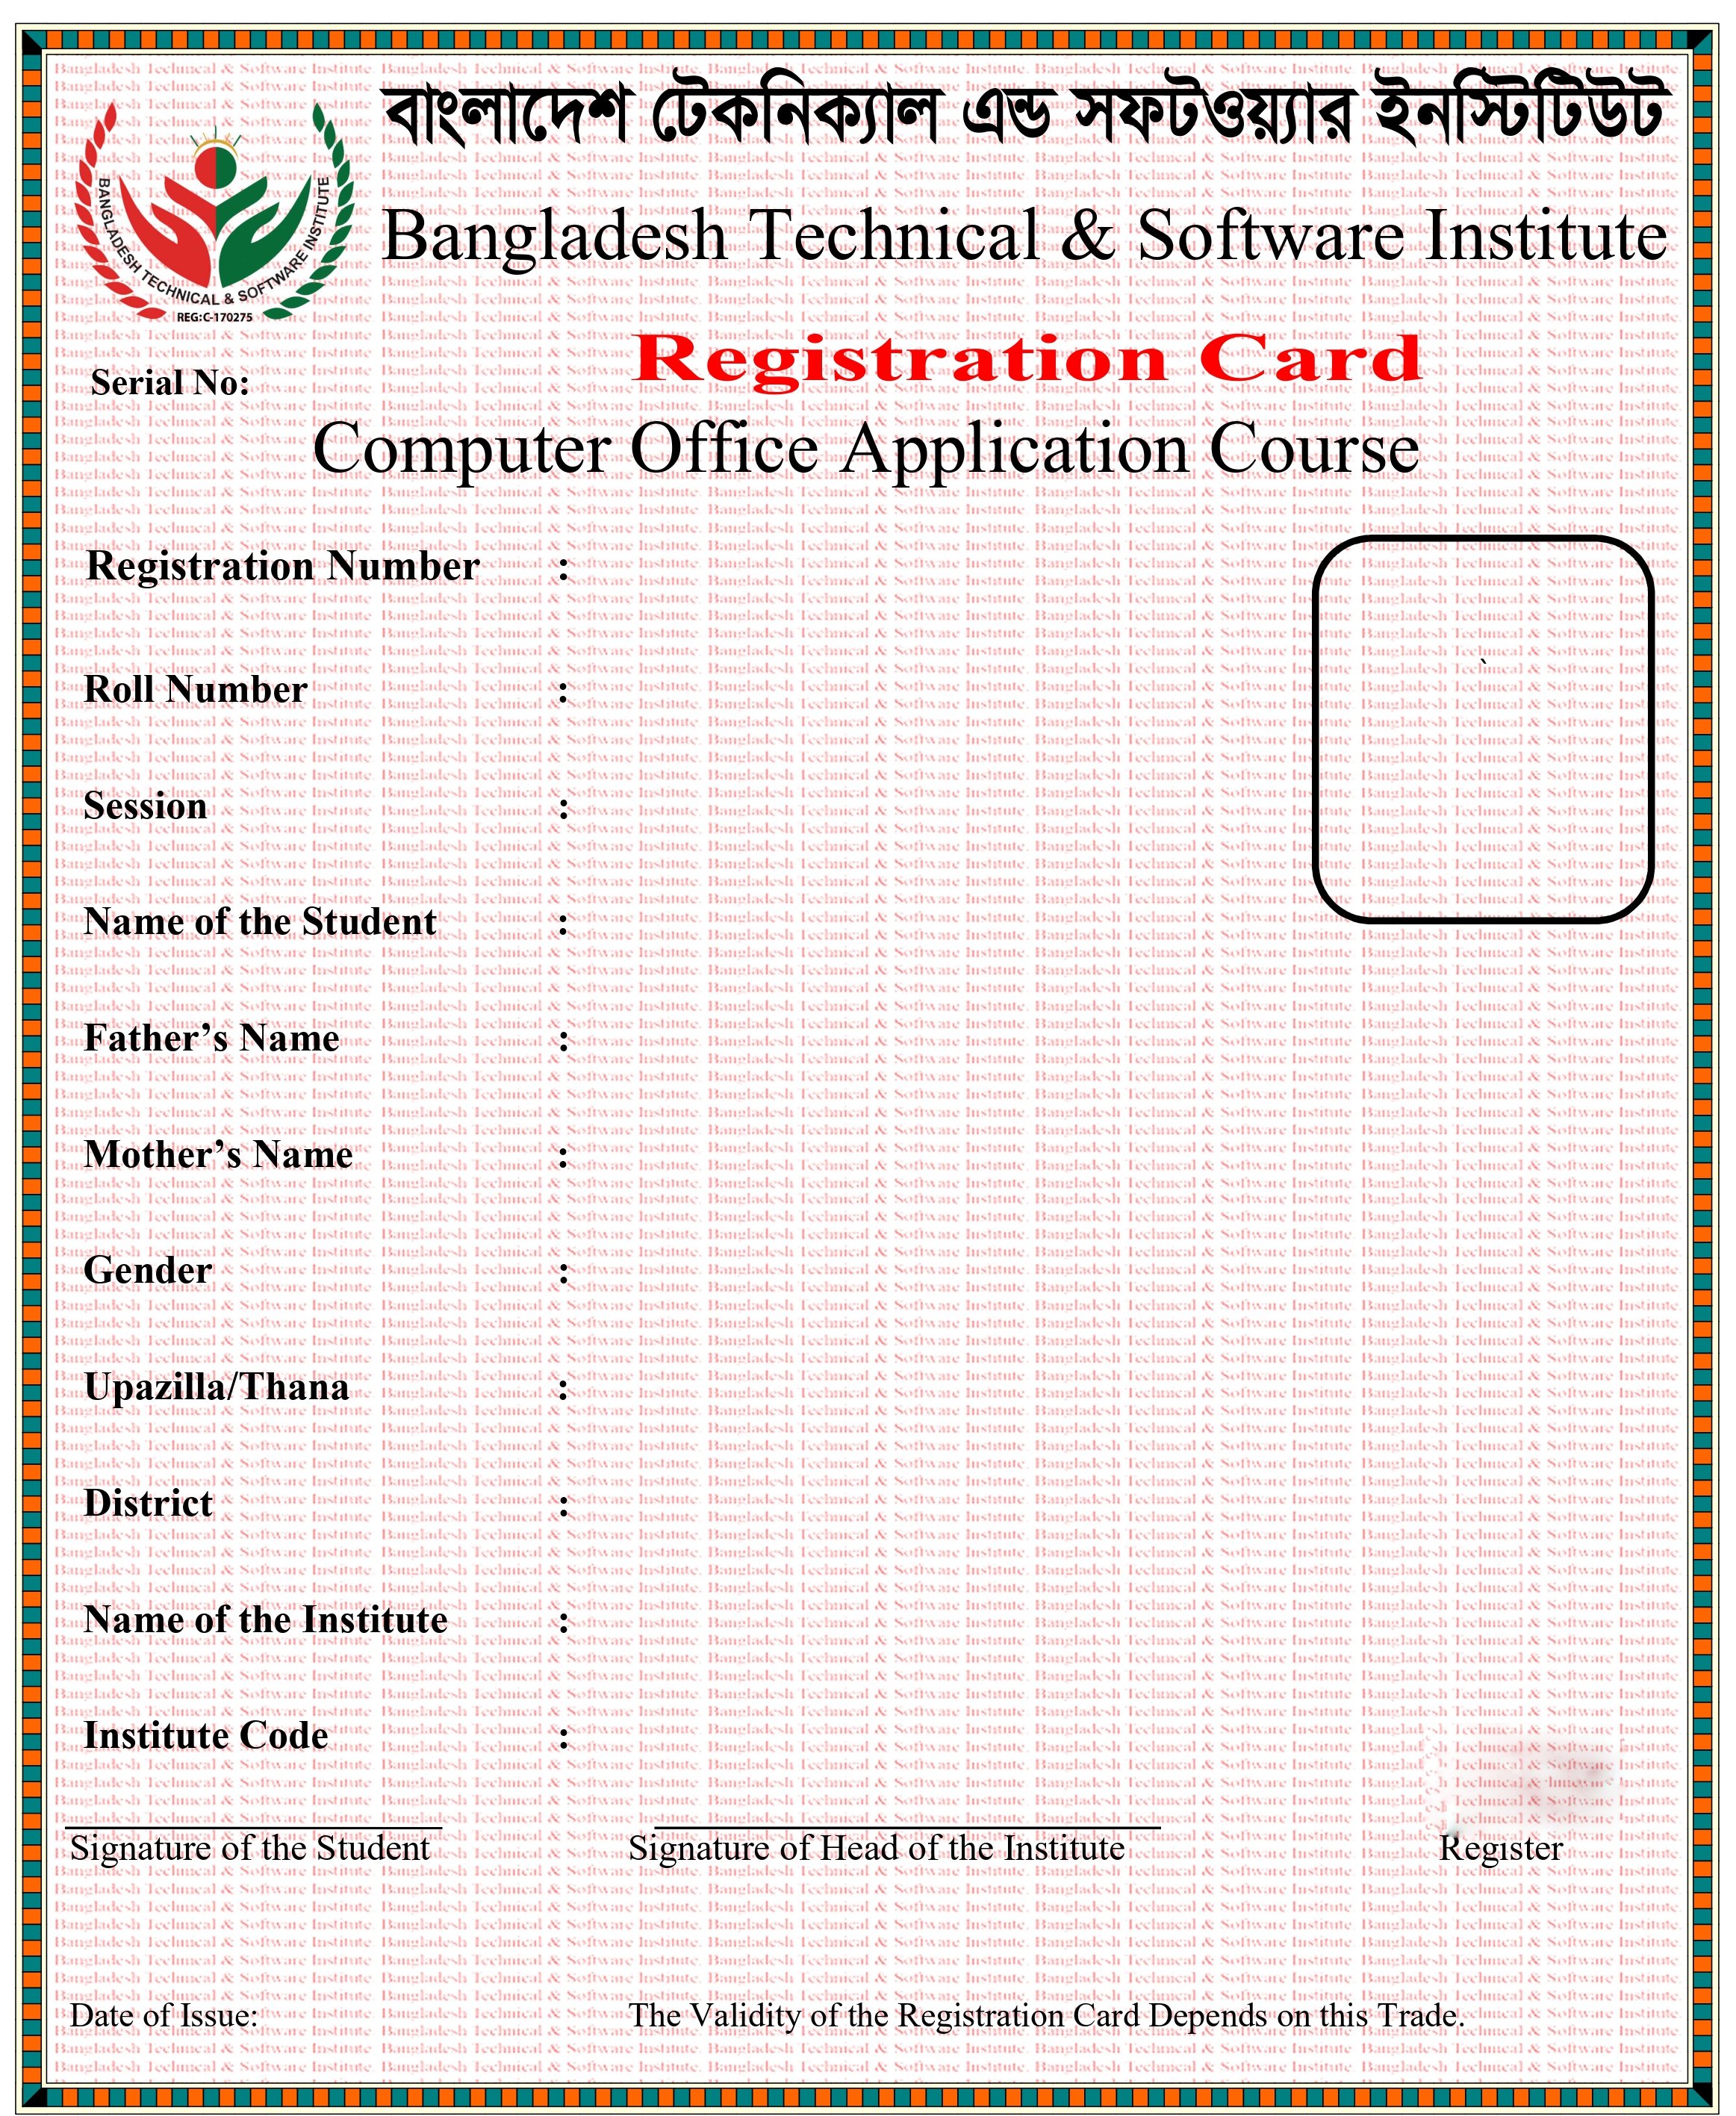 বাংলাদেশ টেকনিক্যাল এন্ড সফটওয়্যার ইনস্টিটিউট
BANGLADESH TECHNICAL & SOFTWARE INSTITUTE
REG:C-170275
Bangladesh Technical & Software Institute
Registration Card
Serial No:
Computer Office Application Course
Registration Number :
Roll Number :
Session :
Name of the Student :
Father’s Name :
Mother’s Name :
Gender :
Upazilla/Thana :
District :
Name of the Institute :
Institute Code :
Signature of the Student
Signature of Head of the Institute
Register
Date of Issue:
The Validity of the Registration Card Depends on this Trade.